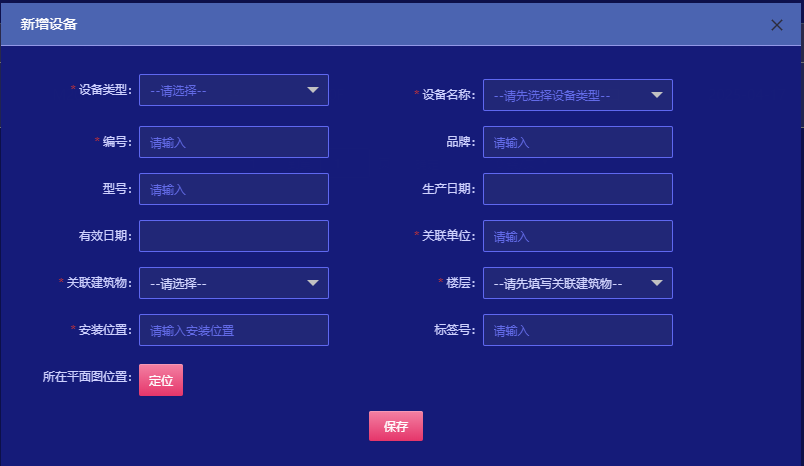 新增设备
*设备类型: --请选择--
*设备名称: --请先选择设备类型--
*编号: 请输入
品牌: 请输入
型号: 请输入
生产日期:
有效日期:
*关联单位: 请输入
*关联建筑物: --请选择--
*楼层: --请先填写关联建筑物--
*安装位置: 请输入安装位置
标签号: 请输入
所在平面图位置: 定位
保存